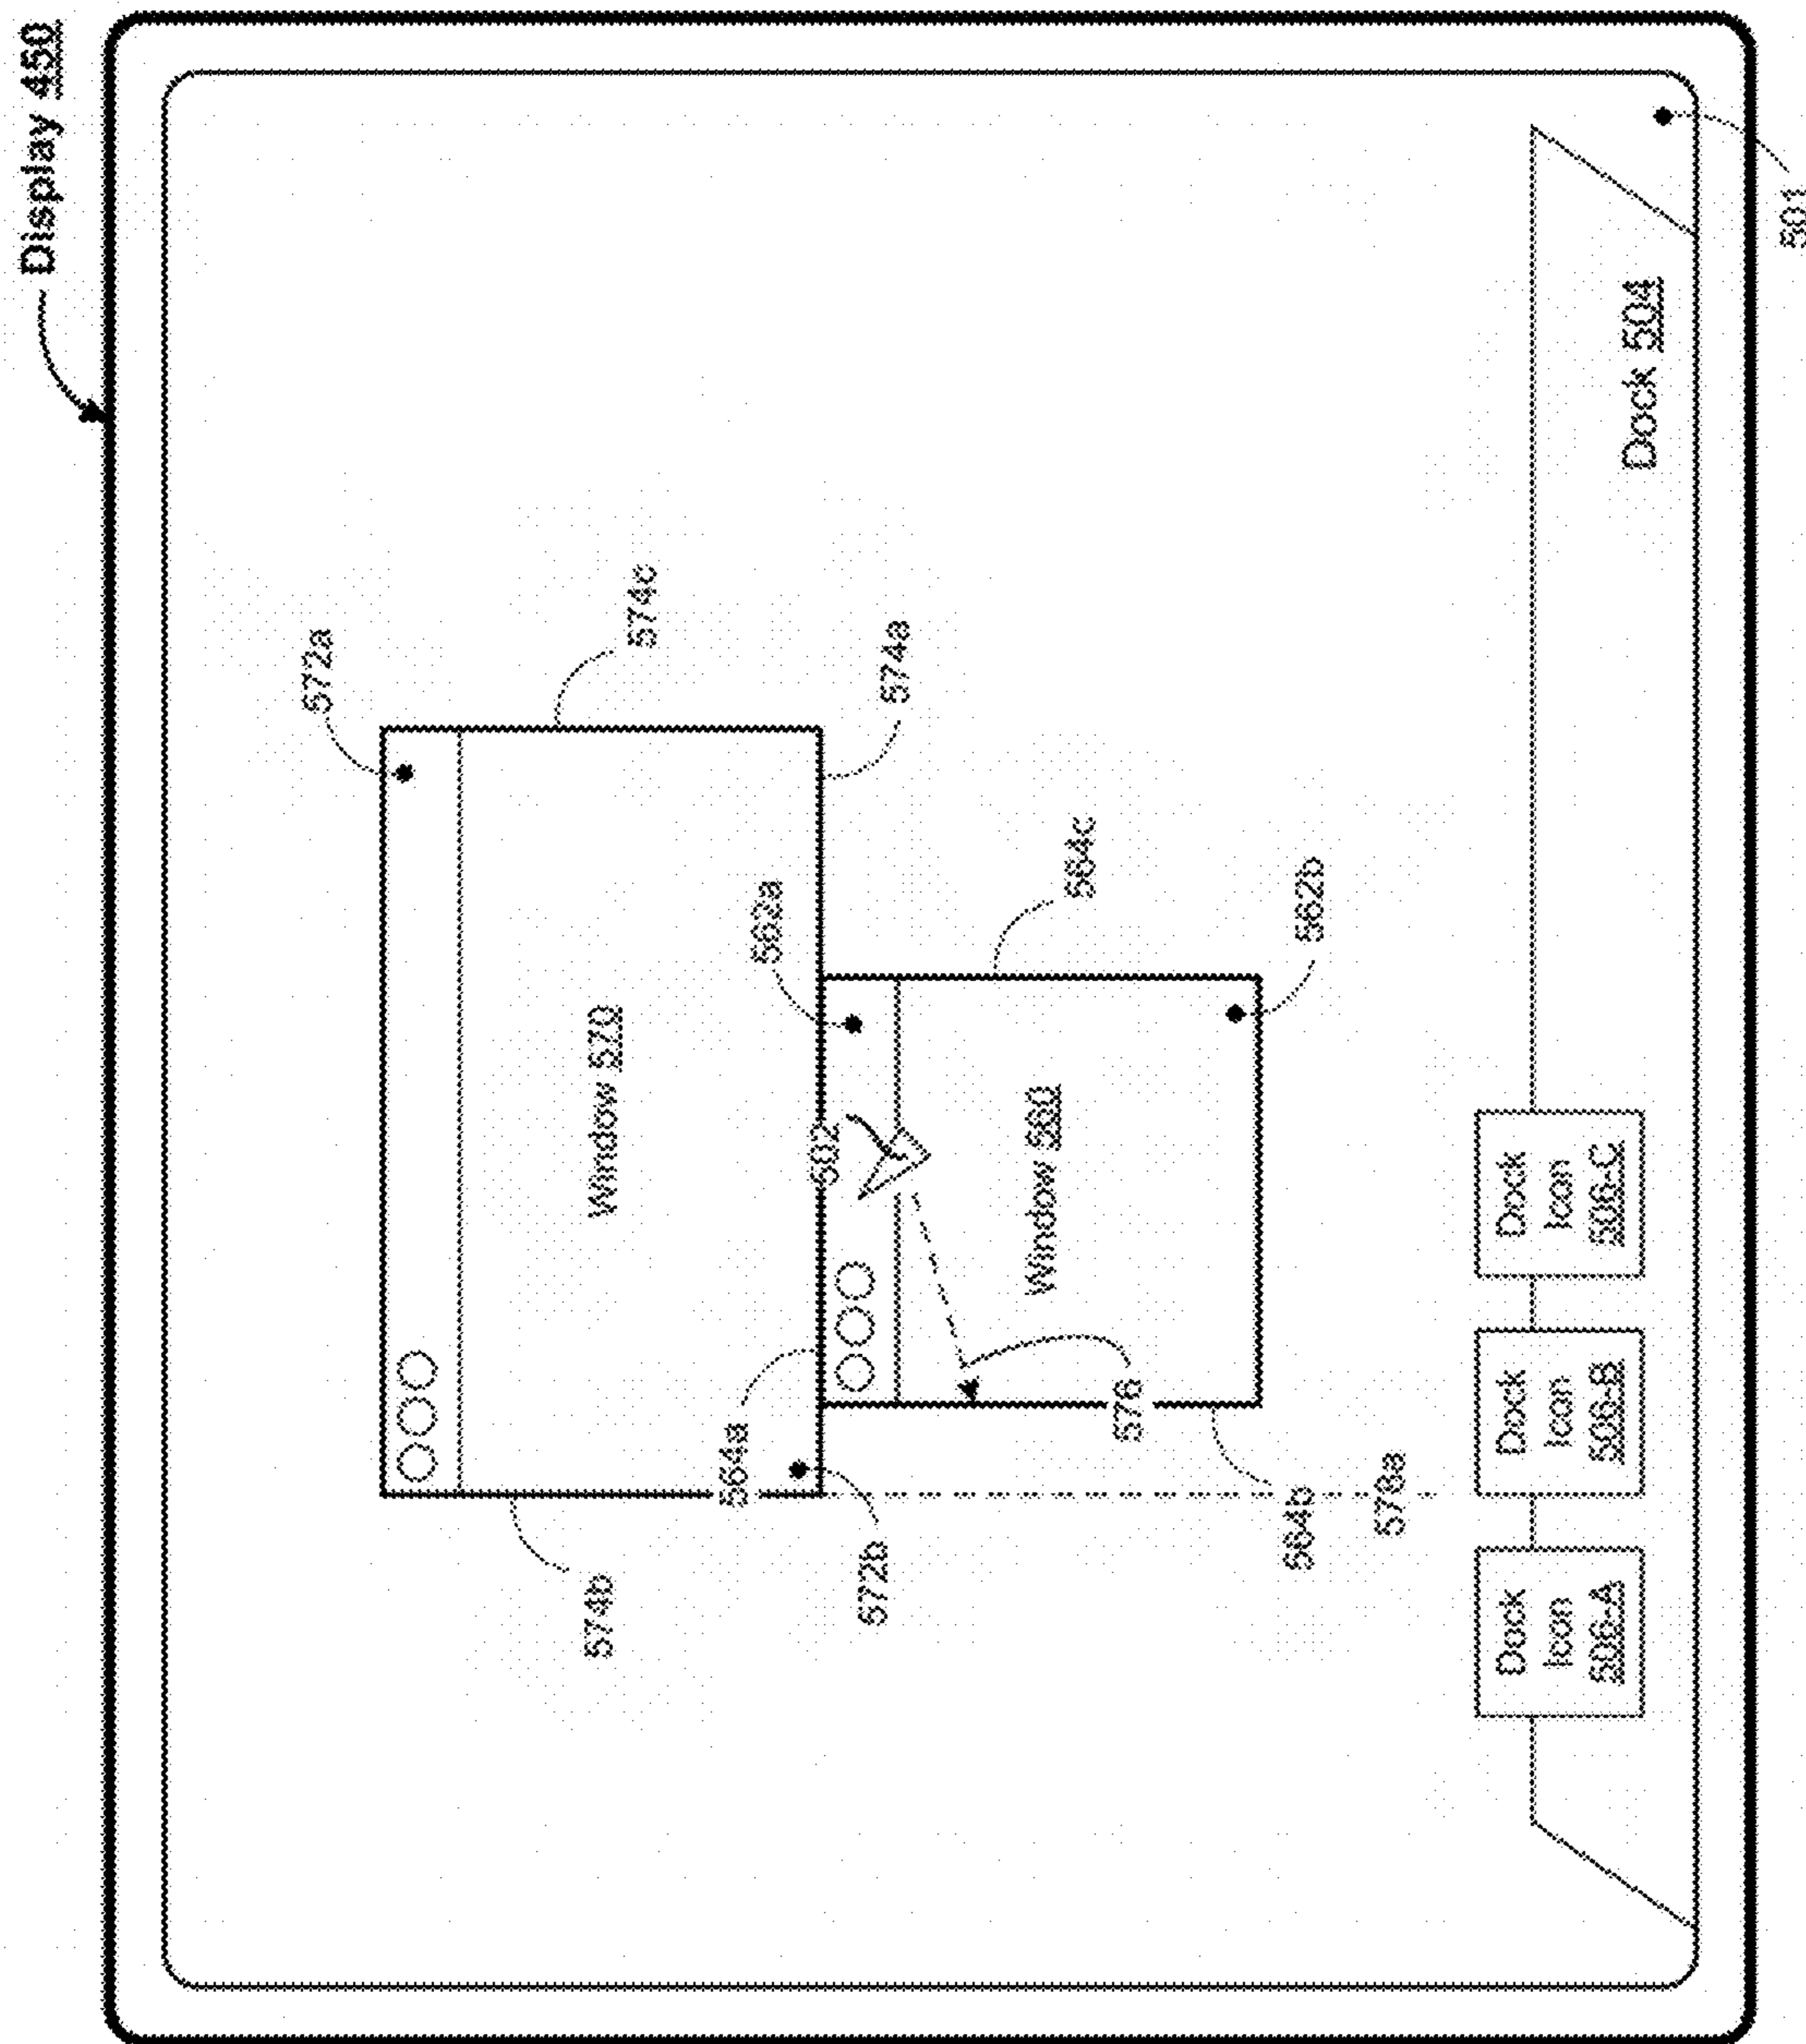 Display 450
572a
574b
Window 570
574c
564a
562a
502
572b
574a
Window 560
564c
576
564b
562b
578a
Dock
Icon
506-A
Dock
Icon
506-B
Dock
Icon
506-C
Dock 504
501